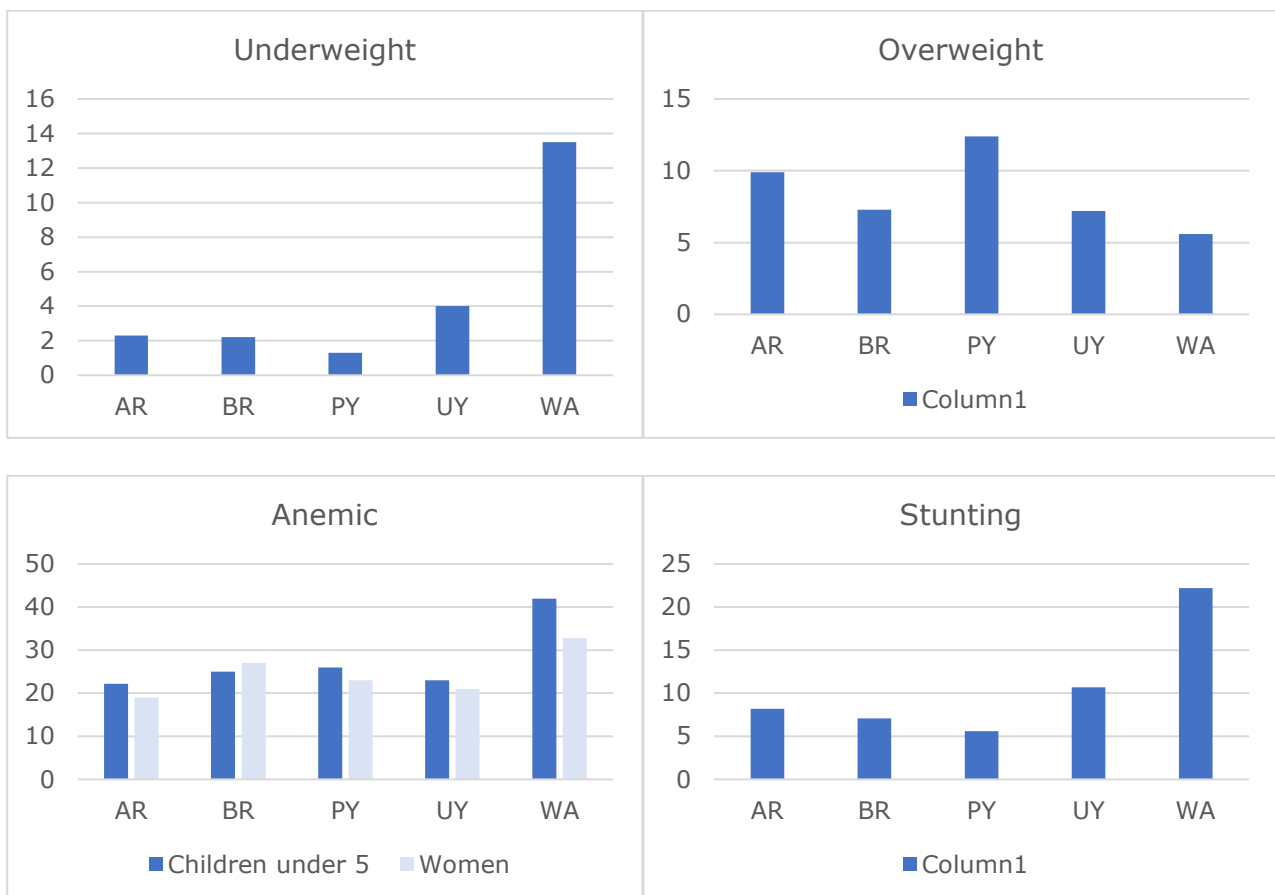 Underweight
16
14
12
10
8
6
4
2
0
AR BR PY UY WA
Overweight
15
10
5
0
AR BR PY UY WA
Column1
Anemic
50
40
30
20
10
0
AR BR PY UY WA
Children under 5 Women
Stunting
25
20
15
10
5
0
AR BR PY UY WA
Column1